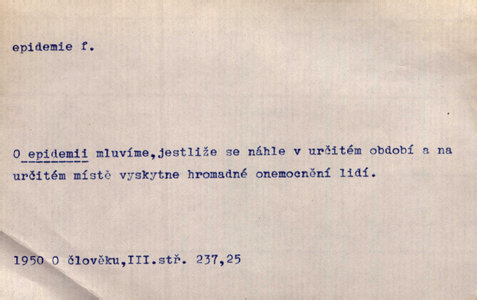 epidemie f.
O epidemii mluvíme,jestliže se náhle v určitém období a na
určitém místě vyskytne hromadné onemocnění lidí.
1950 O člověku,III.str. 237,25